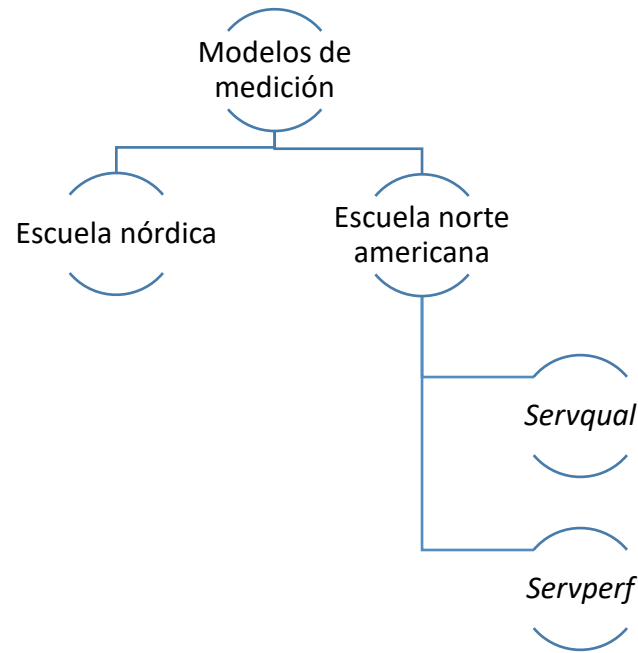 Modelos de
medición
Escuela nórdica
Escuela norte
americana
Servqual
Servperf